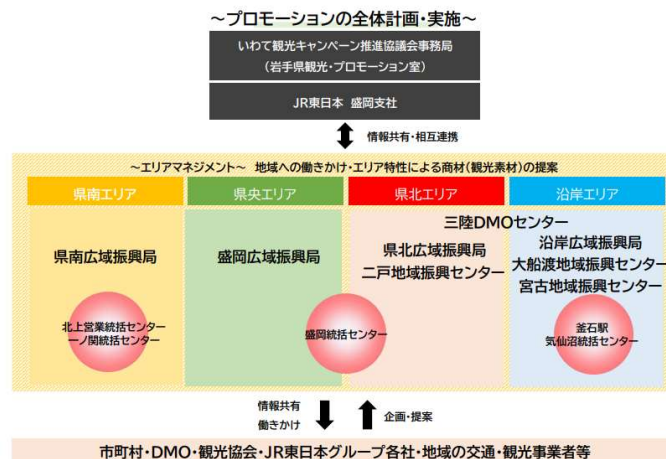 ～プロモーションの全体計画・実施～
いわて観光キャンペーン推進協議会事務局
（岩手県観光・プロモーション室）
JR東日本 盛岡支社
情報共有・相互連携
～エリアマネジメント～ 地域への働きかけ・エリア特性による商材（観光素材）の提案
県南エリア
県央エリア
県北エリア
沿岸エリア
三陸DMOセンター
県南広域振興局
盛岡広域振興局
県北広域振興局
二戸地域振興センター
沿岸広域振興局
大船渡地域振興センター
宮古地域振興センター
北上営業統括センター
一ノ関統括センター
盛岡統括センター
釜石駅
気仙沼統括センター
情報共有
働きかけ
企画・提案
市町村・DMO・観光協会・JR東日本グループ各社・地域の交通・観光事業者等